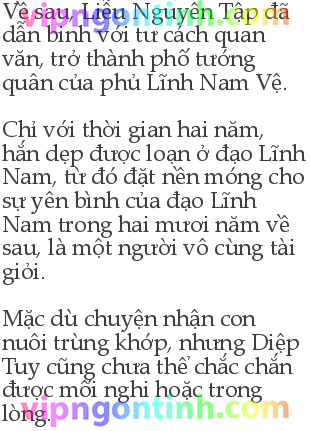 Về sau, Liễu Nguyên Tập đã
dẫn binh với tư cách quan
văn, trở thành phố tướng
quân của phủ Lĩnh Nam Vệ.
Chỉ với thời gian hai năm,
hắn dẹp được loạn ở đạo Lĩnh
Nam, từ đó đặt nền móng cho
sự yên bình của đạo Lĩnh
Nam trong hai mươi năm về
sau, là một người vô cùng tài
giỏi.
Mặc dù chuyện nhận con
nuôi trùng khớp, nhưng Diệp
Tuy cũng chưa thể chắc chắn
được mối nghi hoặc trong
lòng.
vipngontinh.com
vipngontinh.com